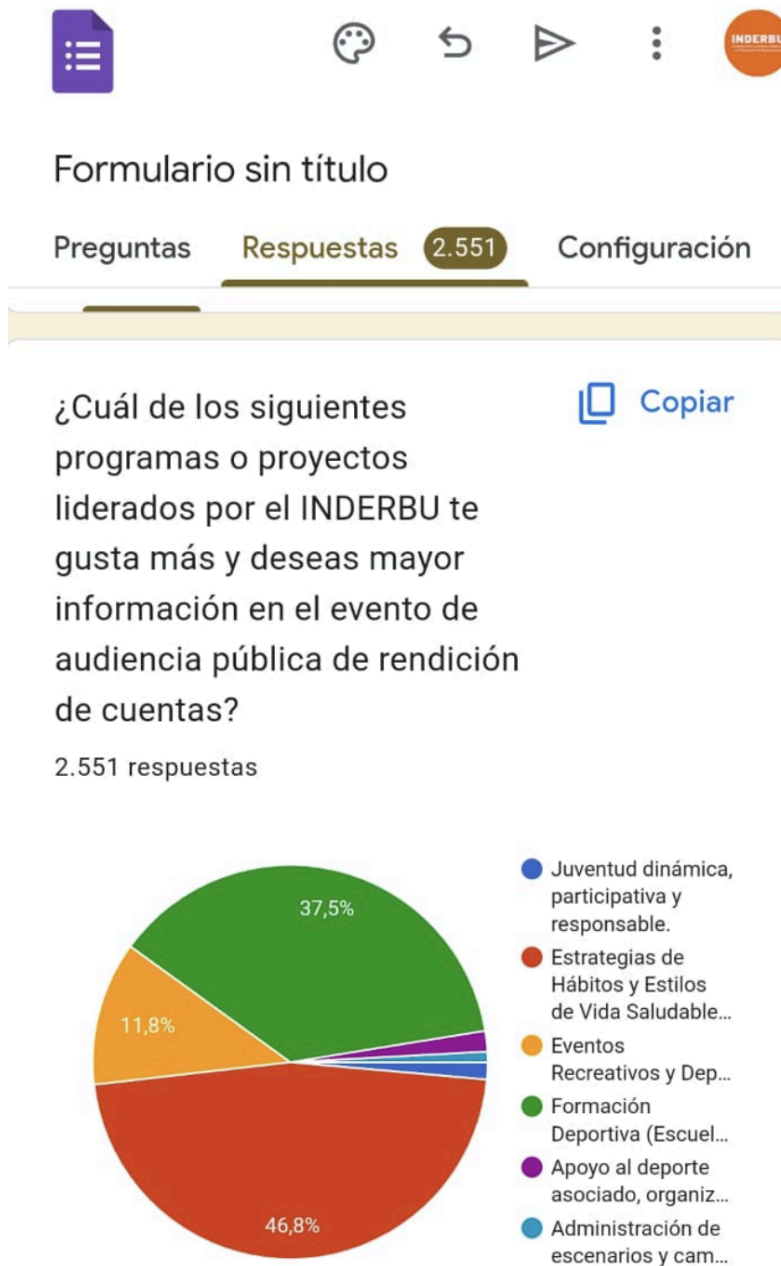 INDERBU
Formulario sin título
Preguntas Respuestas 2.551 Configuración
¿Cuál de los siguientes
programas o proyectos
liderados por el INDERBU te
gusta más y deseas mayor
información en el evento de
audiencia pública de rendición
de cuentas?
Copiar
2.551 respuestas
37,5%
11,8%
46,8%
Juventud dinámica,
participativa y
responsable.
Estrategias de
Hábitos y Estilos
de Vida Saludable...
Eventos
Recreativos y Dep...
Formación
Deportiva (Escuel...
Apoyo al deporte
asociado, organiz...
Administración de
escenarios y cam...